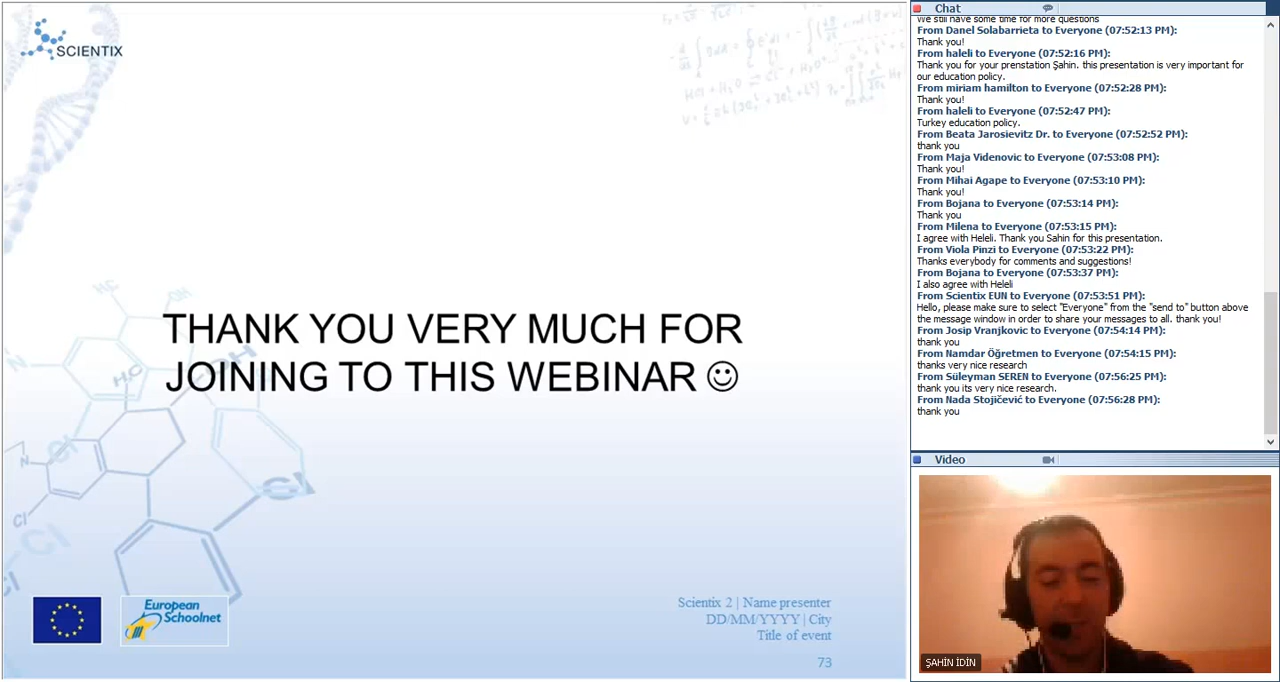 SCIENTIX
THANK YOU VERY MUCH FOR
JOINING TO THIS WEBINAR ☺
European
Schoolnet
Scientix 2 | Name presenter
DD/MM/YYYY | City
Title of event
73
Chat
We still have some time for more questions
From Danel Solabarrieta to Everyone (07:52:13 PM):
Thank you!
From haleli to Everyone (07:52:16 PM):
Thank you for your prenstation Şahin. this presentation is very important for
our education policy.
From miriam hamilton to Everyone (07:52:28 PM):
Thank you!
From haleli to Everyone (07:52:47 PM):
Turkey education policy.
From Beata Jarosievitz Dr. to Everyone (07:52:52 PM):
thank you
From Maja Videnovic to Everyone (07:53:08 PM):
Thank you!
From Mihai Agape to Everyone (07:53:10 PM):
Thank you!
From Bojana to Everyone (07:53:14 PM):
Thank you
From Milena to Everyone (07:53:15 PM):
I agree with Heleli. Thank you Sahin for this presentation.
From Viola Pinzi to Everyone (07:53:22 PM):
Thanks everybody for comments and suggestions!
From Bojana to Everyone (07:53:37 PM):
I also agree with Heleli
From Scientix EUN to Everyone (07:53:51 PM):
Hello, please make sure to select "Everyone" from the "send to" button above
the message window in order to share your messages to all. thank you!
From Josip Vranjkovic to Everyone (07:54:14 PM):
thank you
From Namdar Öğretmen to Everyone (07:54:15 PM):
thanks very nice research
From Süleyman SEREN to Everyone (07:56:25 PM):
thank you its very nice research.
From Nada Stojičević to Everyone (07:56:28 PM):
thank you
Video
ŞAHİN İDİN